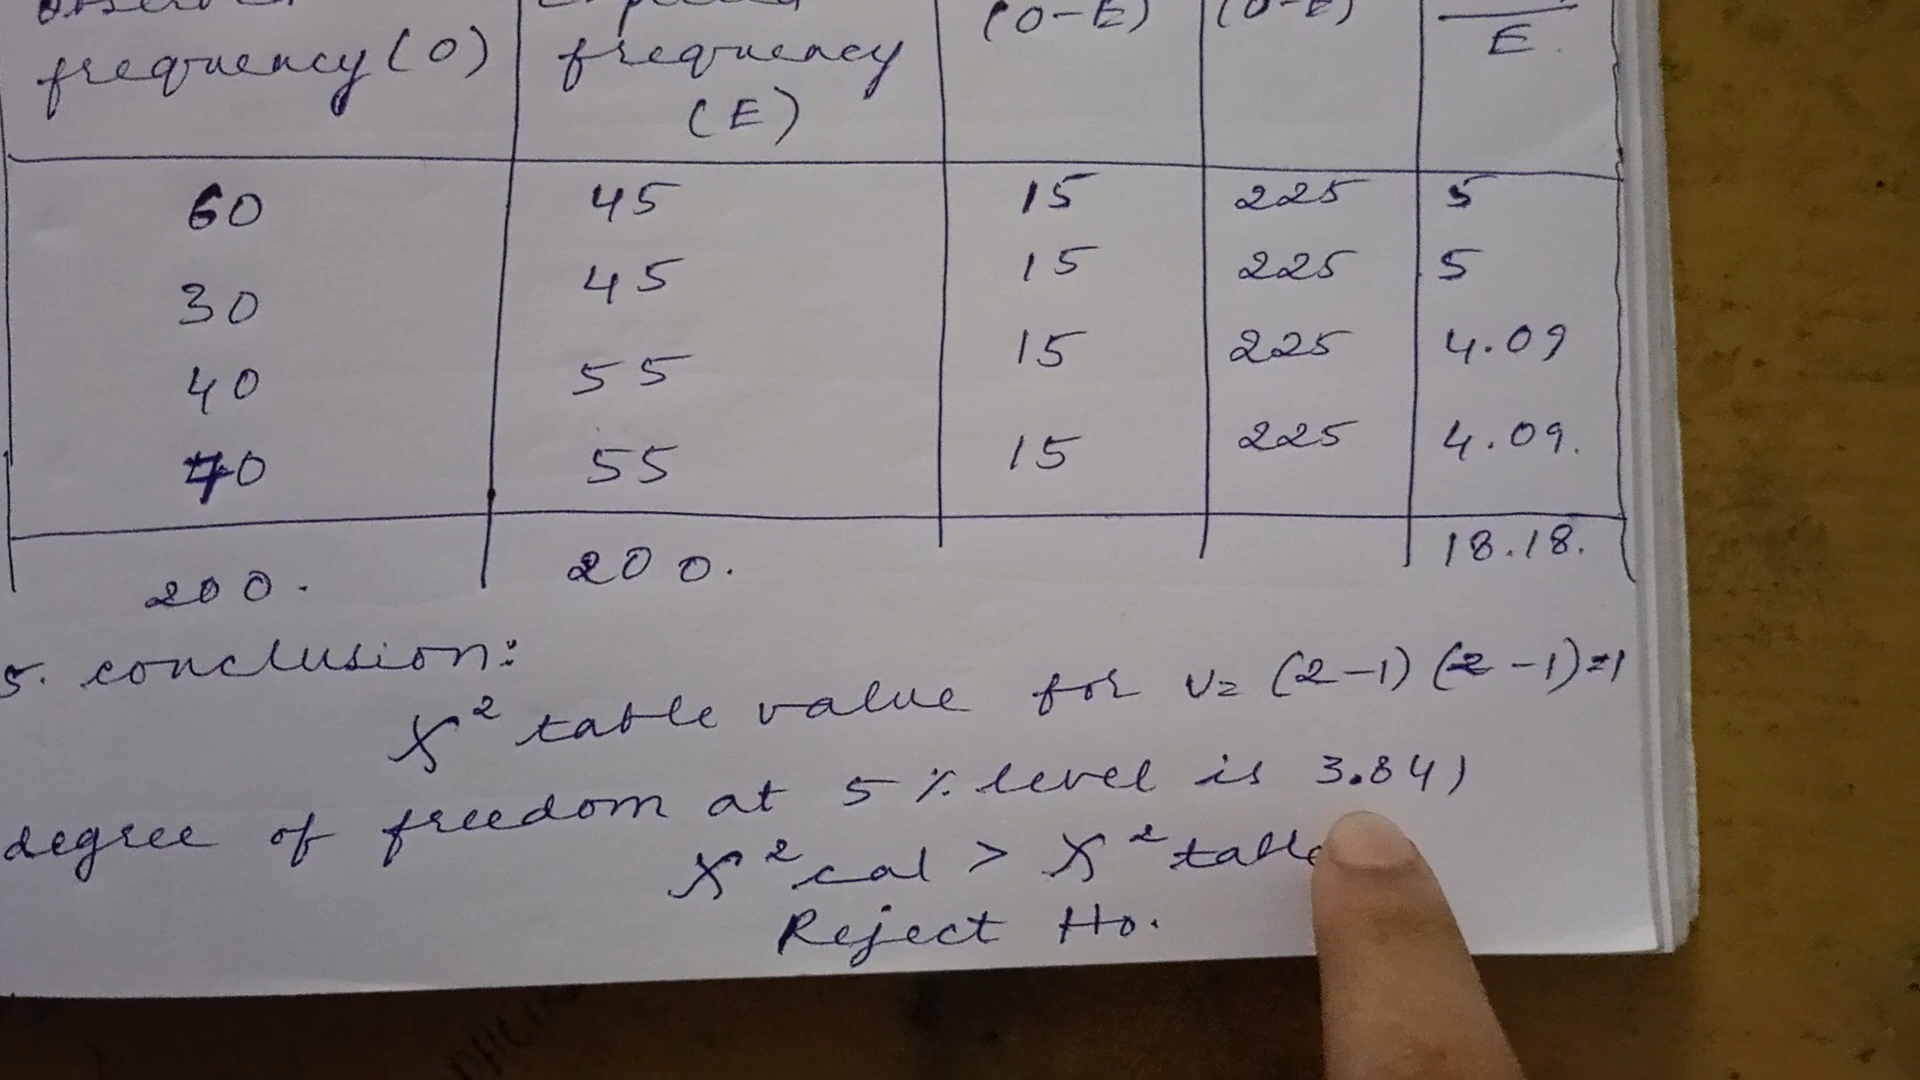 frequency (O) frequency (O-E) (O-E) E.
(E)
60 45 15 225 5
30 45 15 225 5
40 55 15 225 4.09
70 55 15 225 4.09.
200. 200. 18.18.
5. conclusion:
χ² table value for ν= (2-1) (2-1)=1
degree of freedom at 5% level is 3.841
χ² cal > χ² table
Reject Ho.